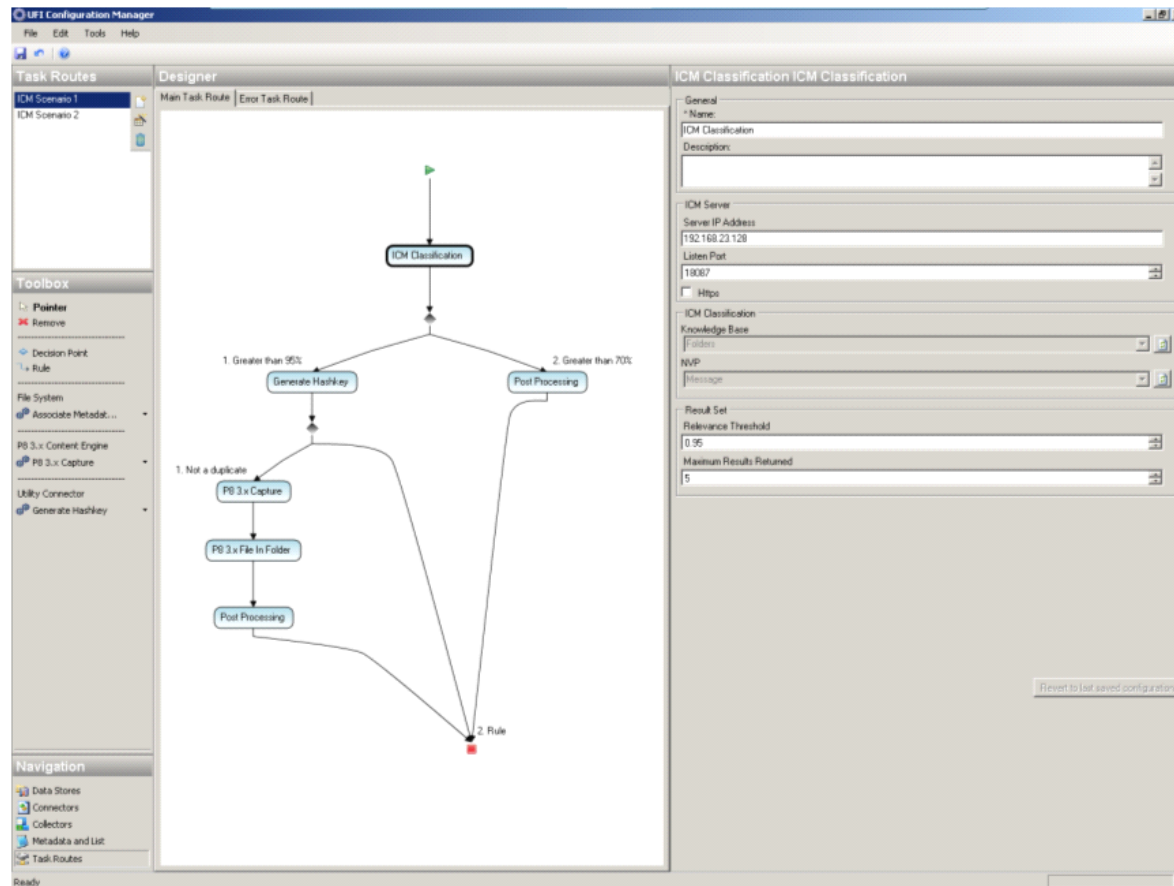 UFI Configuration Manager
File Edit Tools Help
Task Routes
ICM Scenario 1
ICM Scenario 2
Toolbox
Pointer
Remove
Decision Point
Rule
File System
Associate Metadat...
P8 3.x Content Engine
P8 3.x Capture
Utility Connector
Generate Hashkey
Navigation
Data Stores
Connectors
Collectors
Metadata and List
Task Routes
Ready
Designer
Main Task Route Error Task Route
ICM Classification
1. Greater than 95%
2. Greater than 70%
Generate Hashkey
Post Processing
1. Not a duplicate
P8 3.x Capture
P8 3.x File In Folder
Post Processing
2. Rule
ICM Classification ICM Classification
General
* Name:
ICM Classification
Description:
ICM Server
Server IP Address
192.168.23.128
Listen Port
18087
Https
ICM Classification
Knowledge Base
Folders
NVP
Message
Result Set
Relevance Threshold
0.95
Maximum Results Returned
5
Revert to last saved configuration